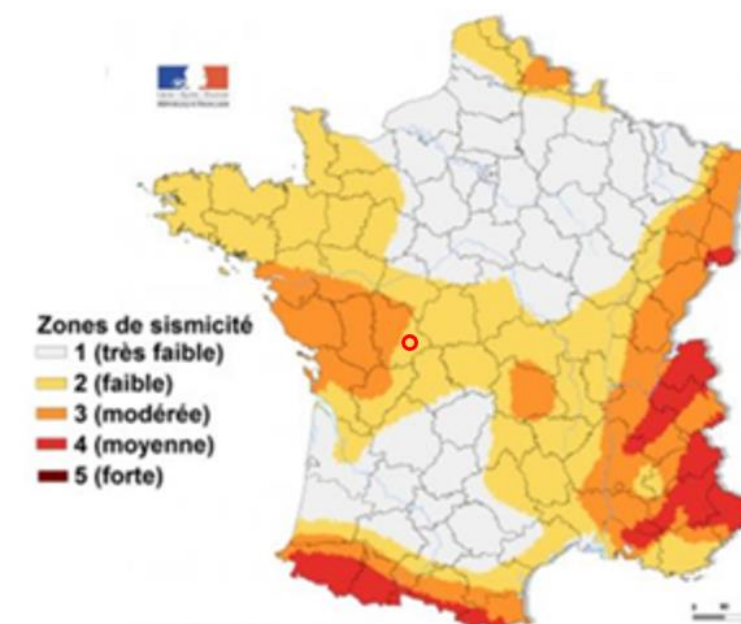 Zones de sismicité
1 (très faible)
2 (faible)
3 (modérée)
4 (moyenne)
5 (forte)